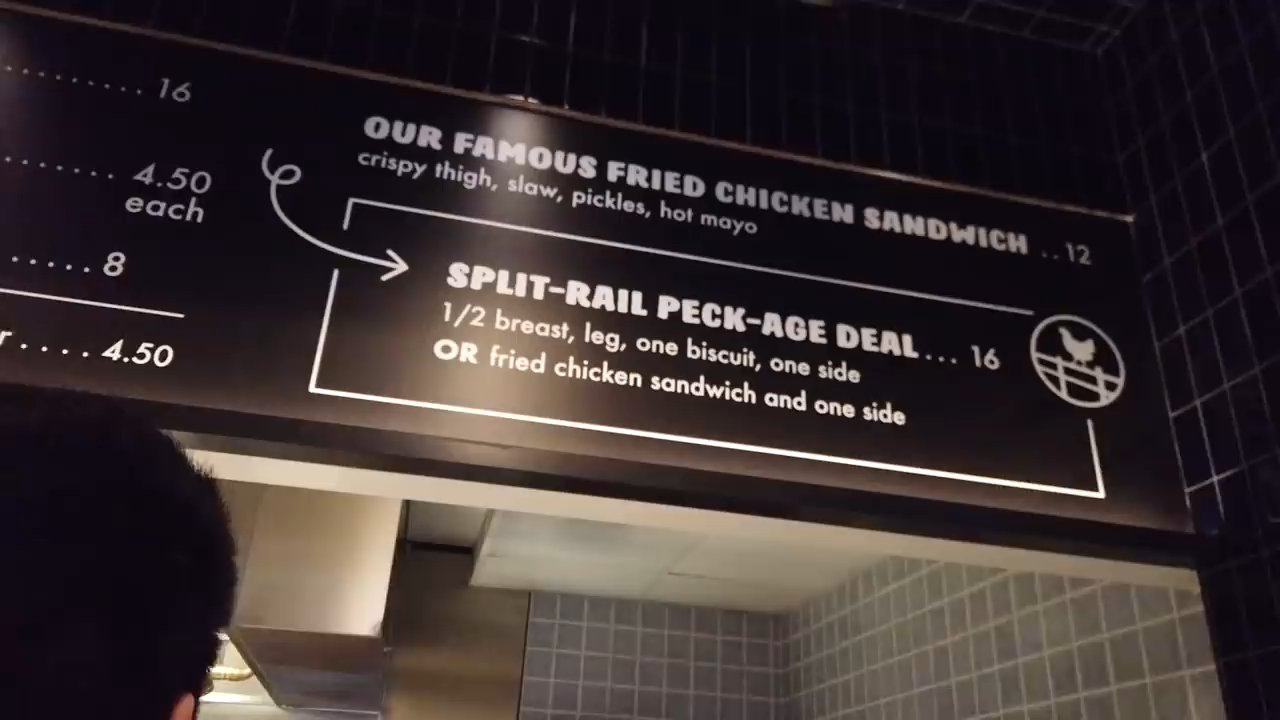 ........ 16
....... 4.50
each
..... 8
r .... 4.50
OUR FAMOUS FRIED CHICKEN SANDWICH .. 12
crispy thigh, slaw, pickles, hot mayo
SPLIT-RAIL PECK-AGE DEAL ... 16
1/2 breast, leg, one biscuit, one side
OR fried chicken sandwich and one side